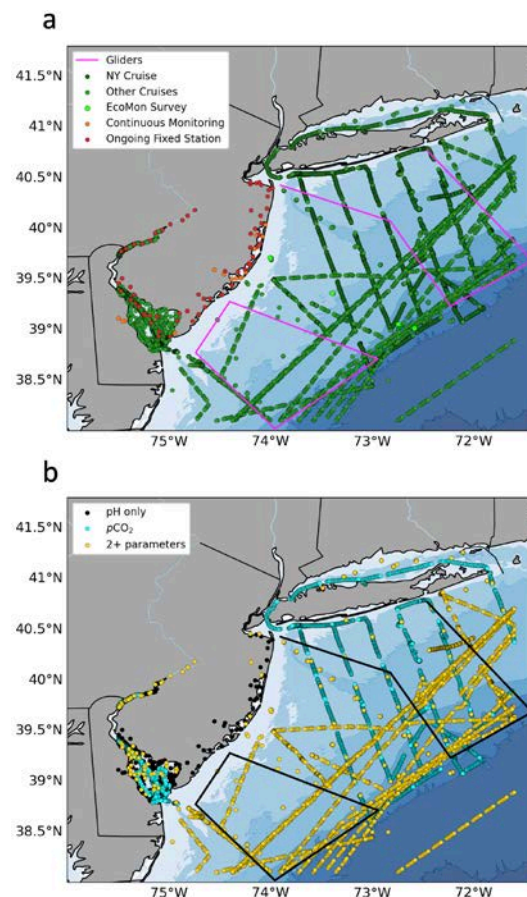 a
Gliders
NY Cruise
Other Cruises
EcoMon Survey
Continuous Monitoring
Ongoing Fixed Station
41.5°N
41°N
40.5°N
40°N
39.5°N
39°N
38.5°N
75°W 74°W 73°W 72°W
b
pH only
pCO₂
2+ parameters
41.5°N
41°N
40.5°N
40°N
39.5°N
39°N
38.5°N
75°W 74°W 73°W 72°W